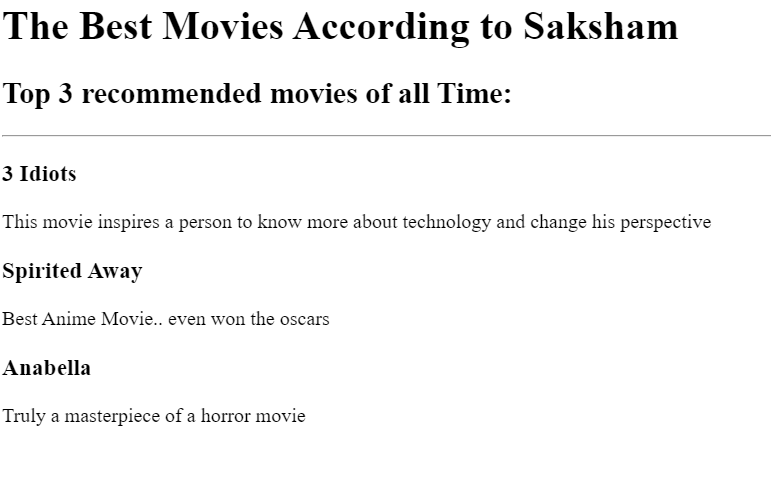 The Best Movies According to Saksham
Top 3 recommended movies of all Time:
3 Idiots
This movie inspires a person to know more about technology and change his perspective
Spirited Away
Best Anime Movie.. even won the oscars
Anabella
Truly a masterpiece of a horror movie